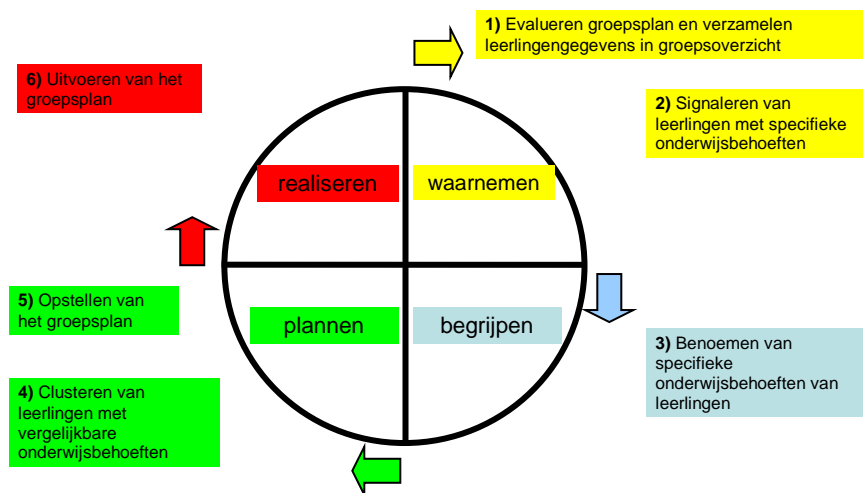 1) Evalueren groepsplan en verzamelen
leerlingengegevens in groepsoverzicht
2) Signaleren van
leerlingen met specifieke
onderwijsbehoeften
3) Benoemen van
specifieke
onderwijsbehoeften van
leerlingen
4) Clusteren van
leerlingen met
vergelijkbare
onderwijsbehoeften
5) Opstellen van
het groepsplan
6) Uitvoeren van het
groepsplan
realiseren
waarnemen
plannen
begrijpen